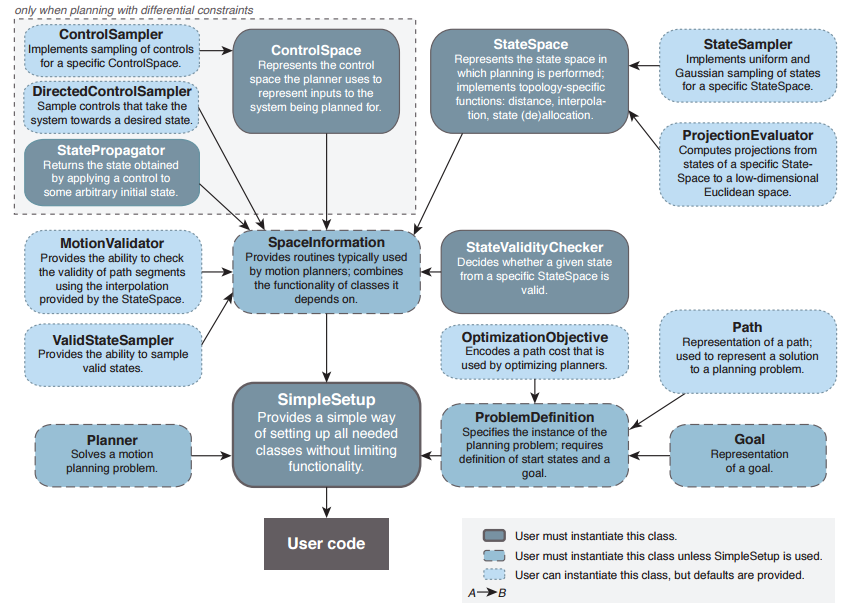 only when planning with differential constraints
ControlSampler
Implements sampling of controls
for a specific ControlSpace.
DirectedControlSampler
Sample controls that take the
system towards a desired state.
StatePropagator
Returns the state obtained
by applying a control to
some arbitrary initial state.
ControlSpace
Represents the control
space the planner uses to
represent inputs to the
system being planned for.
StateSpace
Represents the state space in
which planning is performed;
implements topology-specific
functions: distance, interpola-
tion, state (de)allocation.
StateSampler
Implements uniform and
Gaussian sampling of states
for a specific StateSpace.
ProjectionEvaluator
Computes projections from
states of a specific State-
Space to a low-dimensional
Euclidean space.
MotionValidator
Provides the ability to check
the validity of path segments
using the interpolation
provided by the StateSpace.
SpaceInformation
Provides routines typically used
by motion planners; combines
the functionality of classes it
depends on.
StateValidityChecker
Decides whether a given state
from a specific StateSpace is
valid.
ValidStateSampler
Provides the ability to sample
valid states.
OptimizationObjective
Encodes a path cost that is
used by optimizing planners.
Path
Representation of a path;
used to represent a solution
to a planning problem.
SimpleSetup
Provides a simple way
of setting up all needed
classes without limiting
functionality.
Planner
Solves a motion
planning problem.
ProblemDefinition
Specifies the instance of the
planning problem; requires
definition of start states and a
goal.
Goal
Representation
of a goal.
User code
User must instantiate this class.
User must instantiate this class unless SimpleSetup is used.
User can instantiate this class, but defaults are provided.
A B